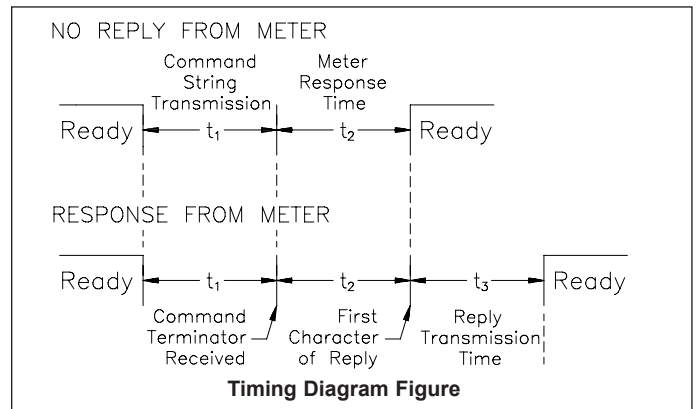 NO REPLY FROM METER
Command
String
Transmission
Meter
Response
Time
Ready
t₁
t₂
Ready
RESPONSE FROM METER
Ready
t₁
t₂
t₃
Ready
Command
Terminator
Received
First
Character
of Reply
Reply
Transmission
Time
Timing Diagram Figure